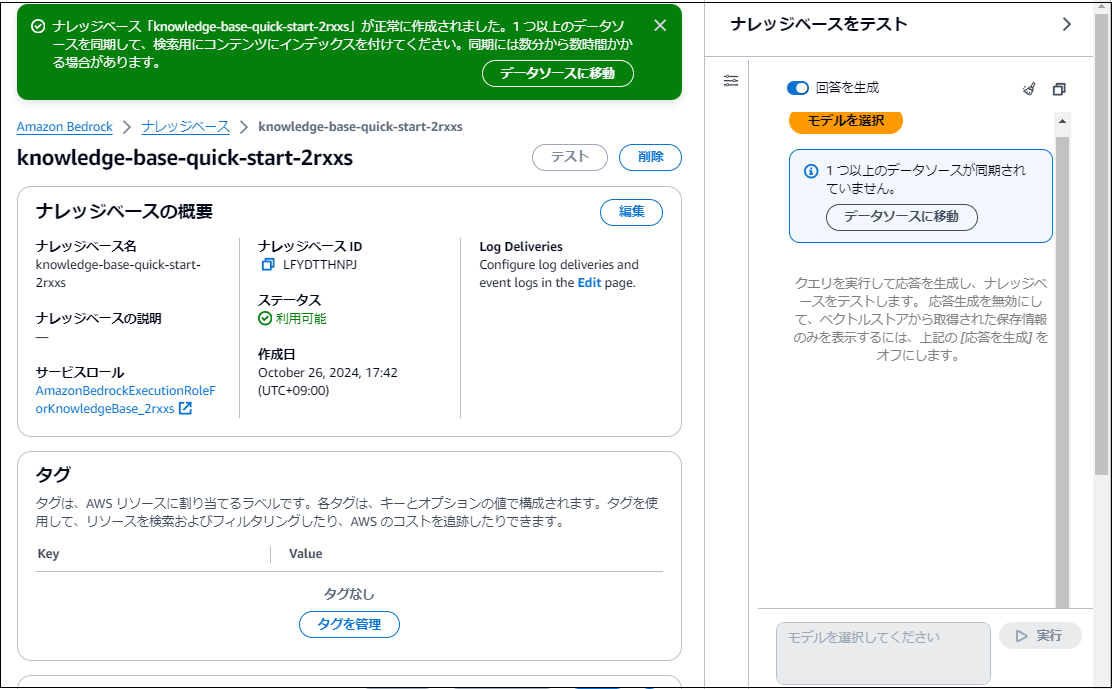 ナレッジベース「knowledge-base-quick-start-2rxxs」が正常に作成されました。1 つ以上のデータソ
ースを同期して、検索用にコンテンツにインデックスを付けてください。同期には数分から数時間かか
る場合があります。
データソースに移動
Amazon Bedrock
ナレッジベース
knowledge-base-quick-start-2rxxs
knowledge-base-quick-start-2rxxs
テスト
削除
ナレッジベースの概要
編集
ナレッジベース名
knowledge-base-quick-start-
2rxxs
ナレッジベースの説明
—
サービスロール
AmazonBedrockExecutionRoleF
orKnowledgeBase_2rxxs
ナレッジベース ID
LFYDTTHNPJ
ステータス
利用可能
作成日
October 26, 2024, 17:42
(UTC+09:00)
Log Deliveries
Configure log deliveries and
event logs in the Edit page.
タグ
タグは、AWS リソースに割り当てるラベルです。各タグは、キーとオプションの値で構成されます。タグを使
用して、リソースを検索およびフィルタリングしたり、AWS のコストを追跡したりできます。
Key
Value
タグなし
タグを管理
ナレッジベースをテスト
回答を生成
モデルを選択
1 つ以上のデータソースが同期され
ていません。
データソースに移動
クエリを実行して応答を生成し、ナレッジベ
ースをテストします。 応答生成を無効にし
て、ベクトルストアから取得された保存情報
のみを表示するには、上記の [応答を生成] を
オフにします。
モデルを選択してください
実行